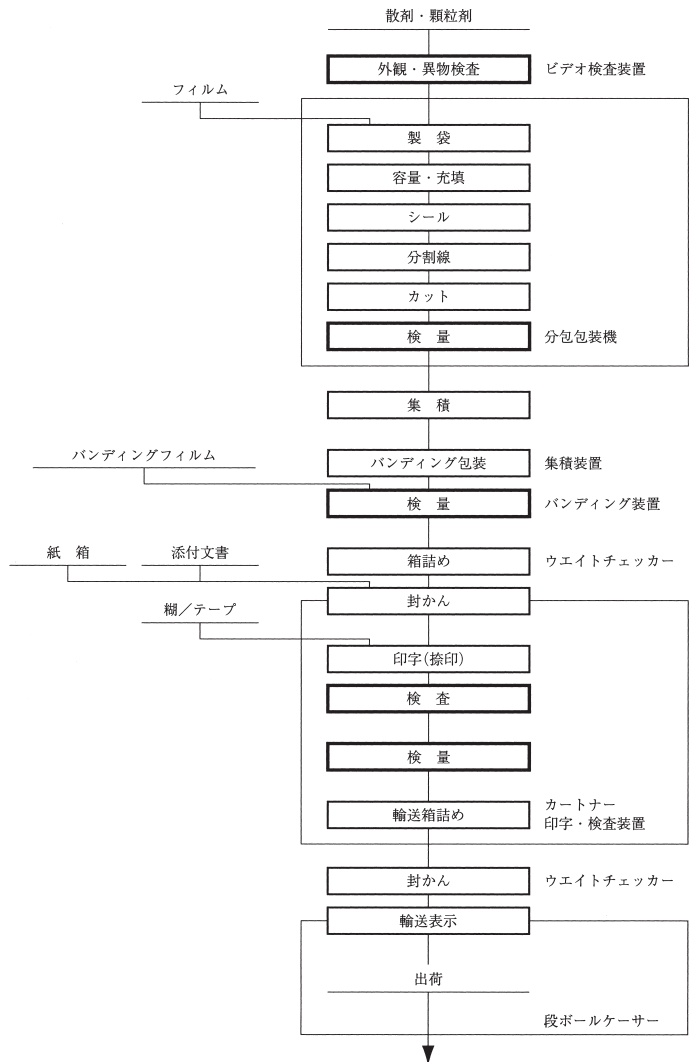 散剤・顆粒剤
外観・異物検査
ビデオ検査装置
フィルム
製　袋
容量・充填
シール
分割線
カット
検　量
分包包装機
集　積
バンディングフィルム
バンディング包装
集積装置
検　量
バンディング装置
紙　箱
添付文書
箱詰め
ウエイトチェッカー
封かん
糊／テープ
印字（捺印）
検　査
検　量
輸送箱詰め
カートナー
印字・検査装置
封かん
ウエイトチェッカー
輸送表示
出荷
段ボールケーサー